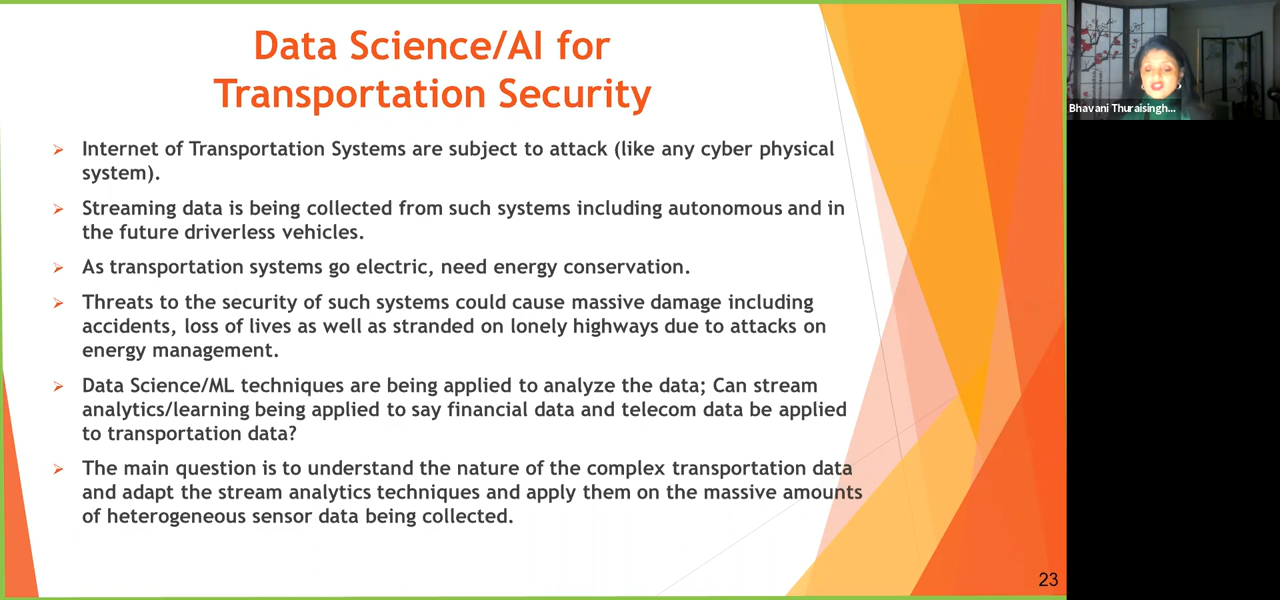 Data Science/AI for
Transportation Security
Internet of Transportation Systems are subject to attack (like any cyber physical
system).
Streaming data is being collected from such systems including autonomous and in
the future driverless vehicles.
As transportation systems go electric, need energy conservation.
Threats to the security of such systems could cause massive damage including
accidents, loss of lives as well as stranded on lonely highways due to attacks on
energy management.
Data Science/ML techniques are being applied to analyze the data; Can stream
analytics/learning being applied to say financial data and telecom data be applied
to transportation data?
The main question is to understand the nature of the complex transportation data
and adapt the stream analytics techniques and apply them on the massive amounts
of heterogeneous sensor data being collected.
23
Bhavani Thuraisingh...